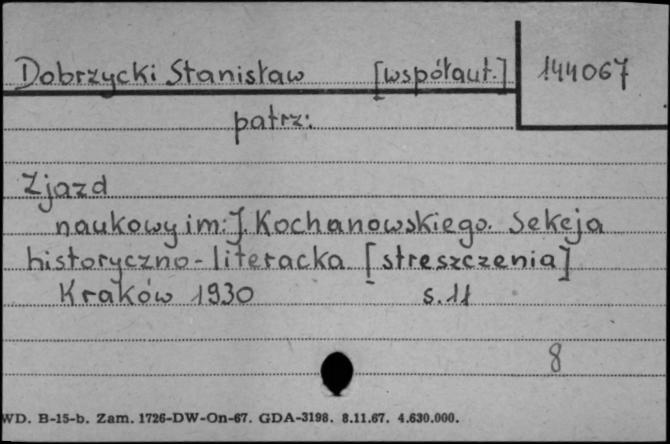 Dobrzycki Stanisław [współaut.] 144067
patrz:
Zjazd
naukowy im: J. Kochanowskiego. Sekcja
historyczno-literacka [streszczenia]
Kraków 1930 s. 11
8
WD. B-15-b. Zam. 1726-DW-On-67. GDA-3198. 8.11.67. 4.630.000.